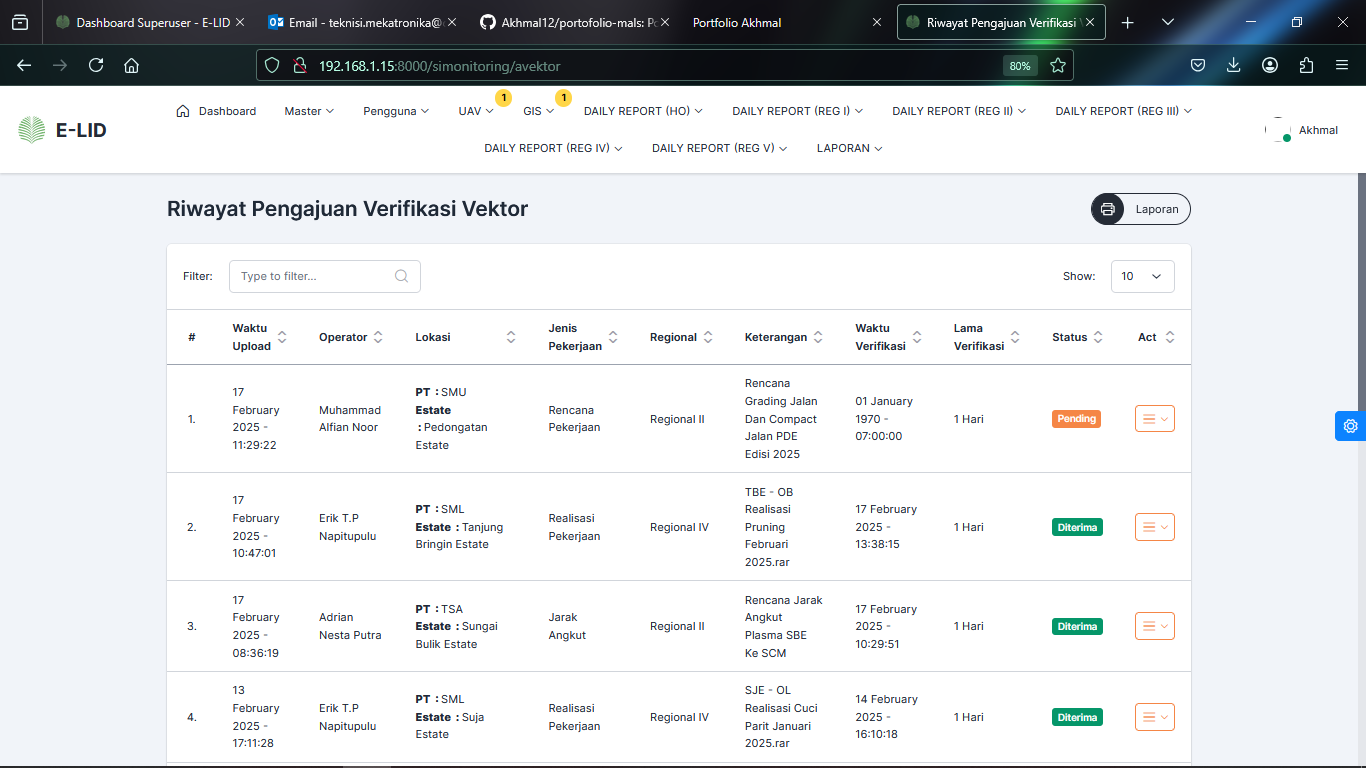 Dashboard Superuser - E-LID
Email - teknisi.mekatronika@
Akhmal12/portofolio-mals: Po
Portfolio Akhmal
Riwayat Pengajuan Verifikasi V
192.168.1.15:8000/simonitoring/avektor
80%
E-LID
Dashboard
Master
Pengguna
UAV
1
GIS
1
DAILY REPORT (HO)
DAILY REPORT (REG I)
DAILY REPORT (REG II)
DAILY REPORT (REG III)
DAILY REPORT (REG IV)
DAILY REPORT (REG V)
LAPORAN
Akhmal
Riwayat Pengajuan Verifikasi Vektor
Laporan
Filter:
Type to filter...
Show:
10
#
Waktu
Upload
Operator
Lokasi
Jenis
Pekerjaan
Regional
Keterangan
Waktu
Verifikasi
Lama
Verifikasi
Status
Act
1.
17
February
2025 -
11:29:22
Muhammad
Alfian Noor
PT : SMU
Estate
: Pedongatan
Estate
Rencana
Pekerjaan
Regional II
Rencana
Grading Jalan
Dan Compact
Jalan PDE
Edisi 2025
01 January
1970 -
07:00:00
1 Hari
Pending
2.
17
February
2025 -
10:47:01
Erik T.P
Napitupulu
PT : SML
Estate : Tanjung
Bringin Estate
Realisasi
Pekerjaan
Regional IV
TBE - OB
Realisasi
Pruning
Februari
2025.rar
17 February
2025 -
13:38:15
1 Hari
Diterima
3.
17
February
2025 -
08:36:19
Adrian
Nesta Putra
PT : TSA
Estate : Sungai
Bulik Estate
Jarak
Angkut
Regional II
Rencana Jarak
Angkut
Plasma SBE
Ke SCM
17 February
2025 -
10:29:51
1 Hari
Diterima
4.
13
February
2025 -
17:11:28
Erik T.P
Napitupulu
PT : SML
Estate : Suja
Estate
Realisasi
Pekerjaan
Regional IV
SJE - OL
Realisasi Cuci
Parit Januari
2025.rar
14 February
2025 -
16:10:18
1 Hari
Diterima